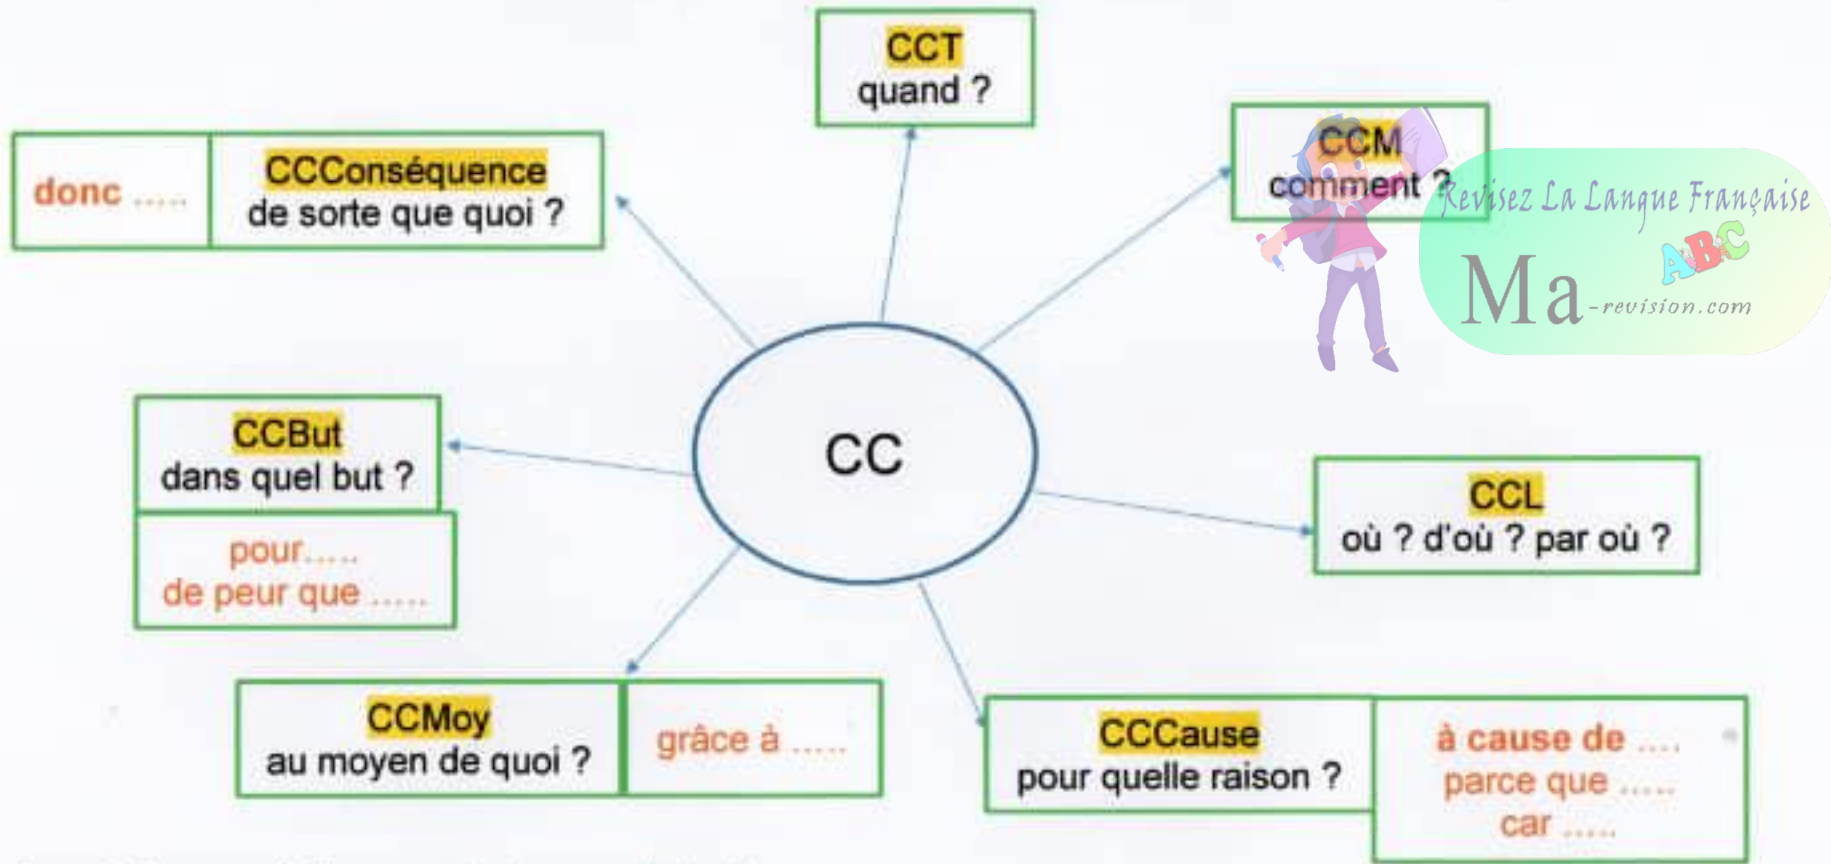 CCT
quand ?
CCM
comment ?
Revisez La Langue Française
ABC
Ma-revision.com
donc .....
CCConséquence
de sorte que quoi ?
CC
CCBut
dans quel but ?
pour.....
de peur que .....
CCL
où ? d'où ? par où ?
CCMoy
au moyen de quoi ?
grâce à .....
CCCause
pour quelle raison ?
à cause de ....
parce que .....
car .....